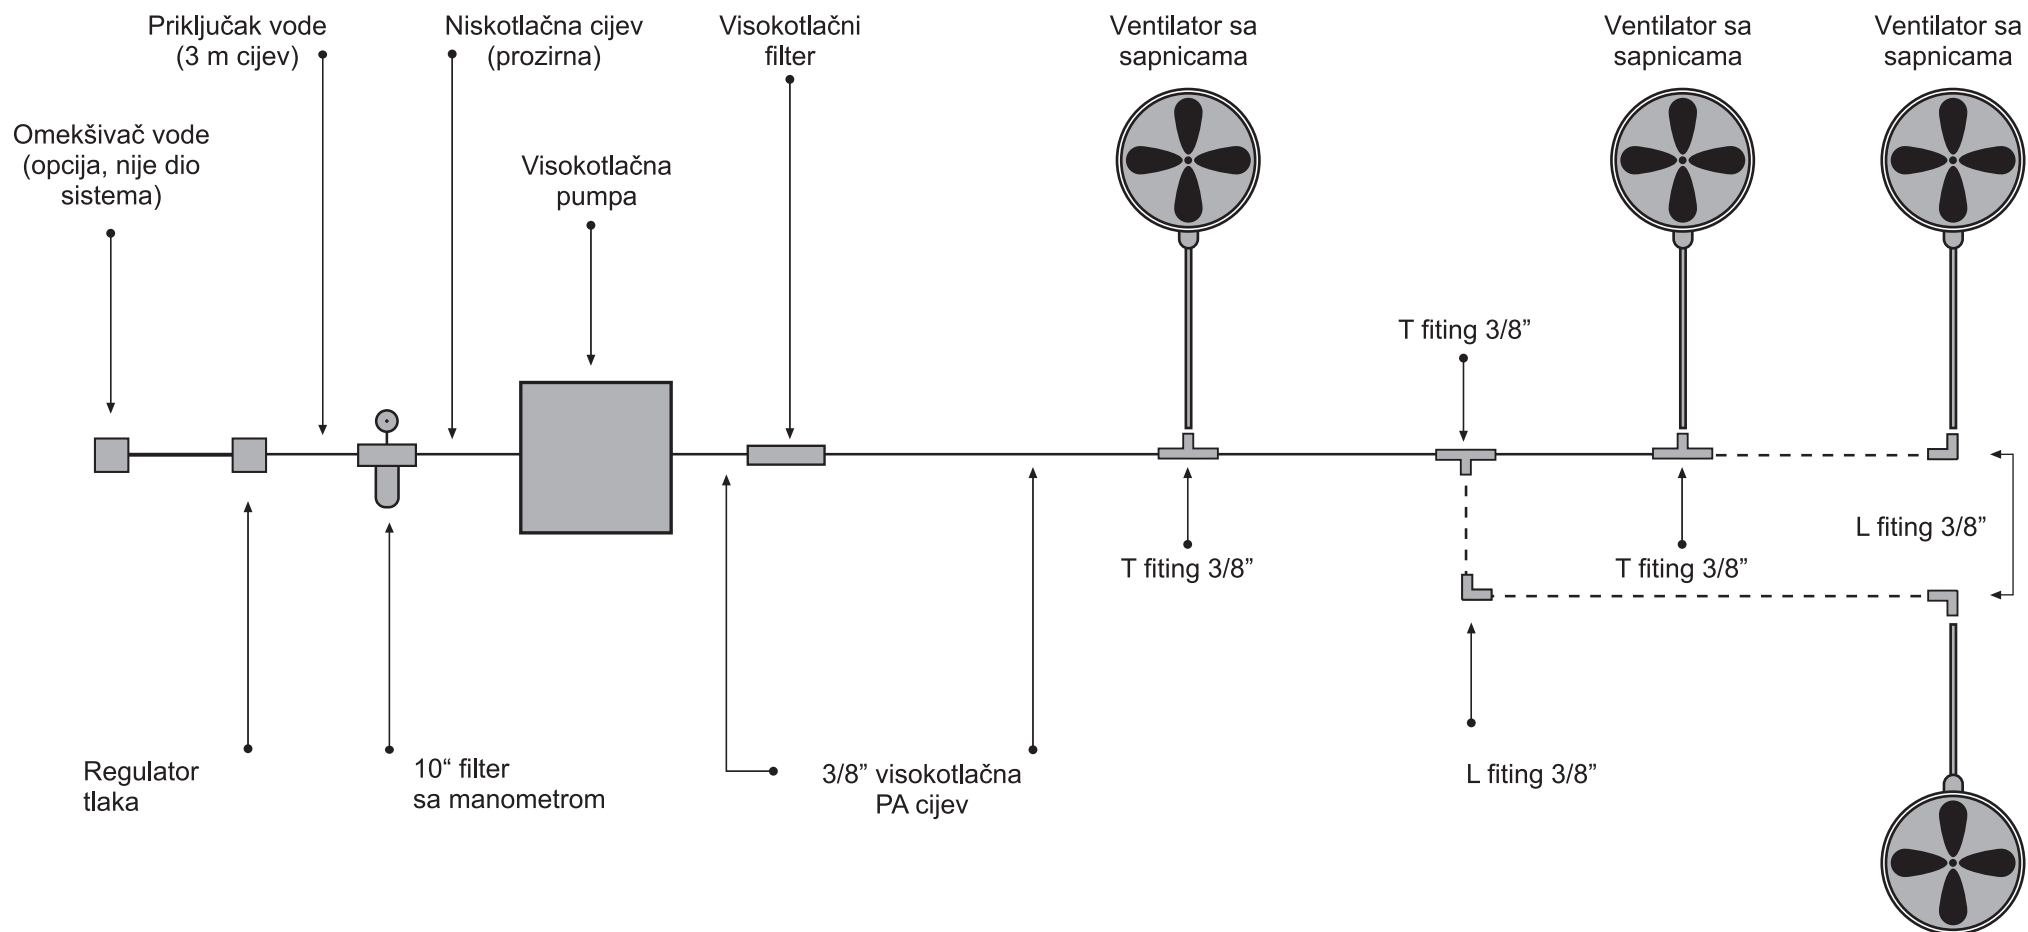 Priključak vode
(3 m cijev)
Niskotlačna cijev
(prozirna)
Visokotlačni
filter
Ventilator sa
sapnicama
Ventilator sa
sapnicama
Ventilator sa
sapnicama
Omekšivač vode
(opcija, nije dio
sistema)
Visokotlačna
pumpa
T fiting 3/8”
T fiting 3/8”
T fiting 3/8”
L fiting 3/8”
Regulator
tlaka
10“ filter
sa manometrom
3/8” visokotlačna
PA cijev
L fiting 3/8”